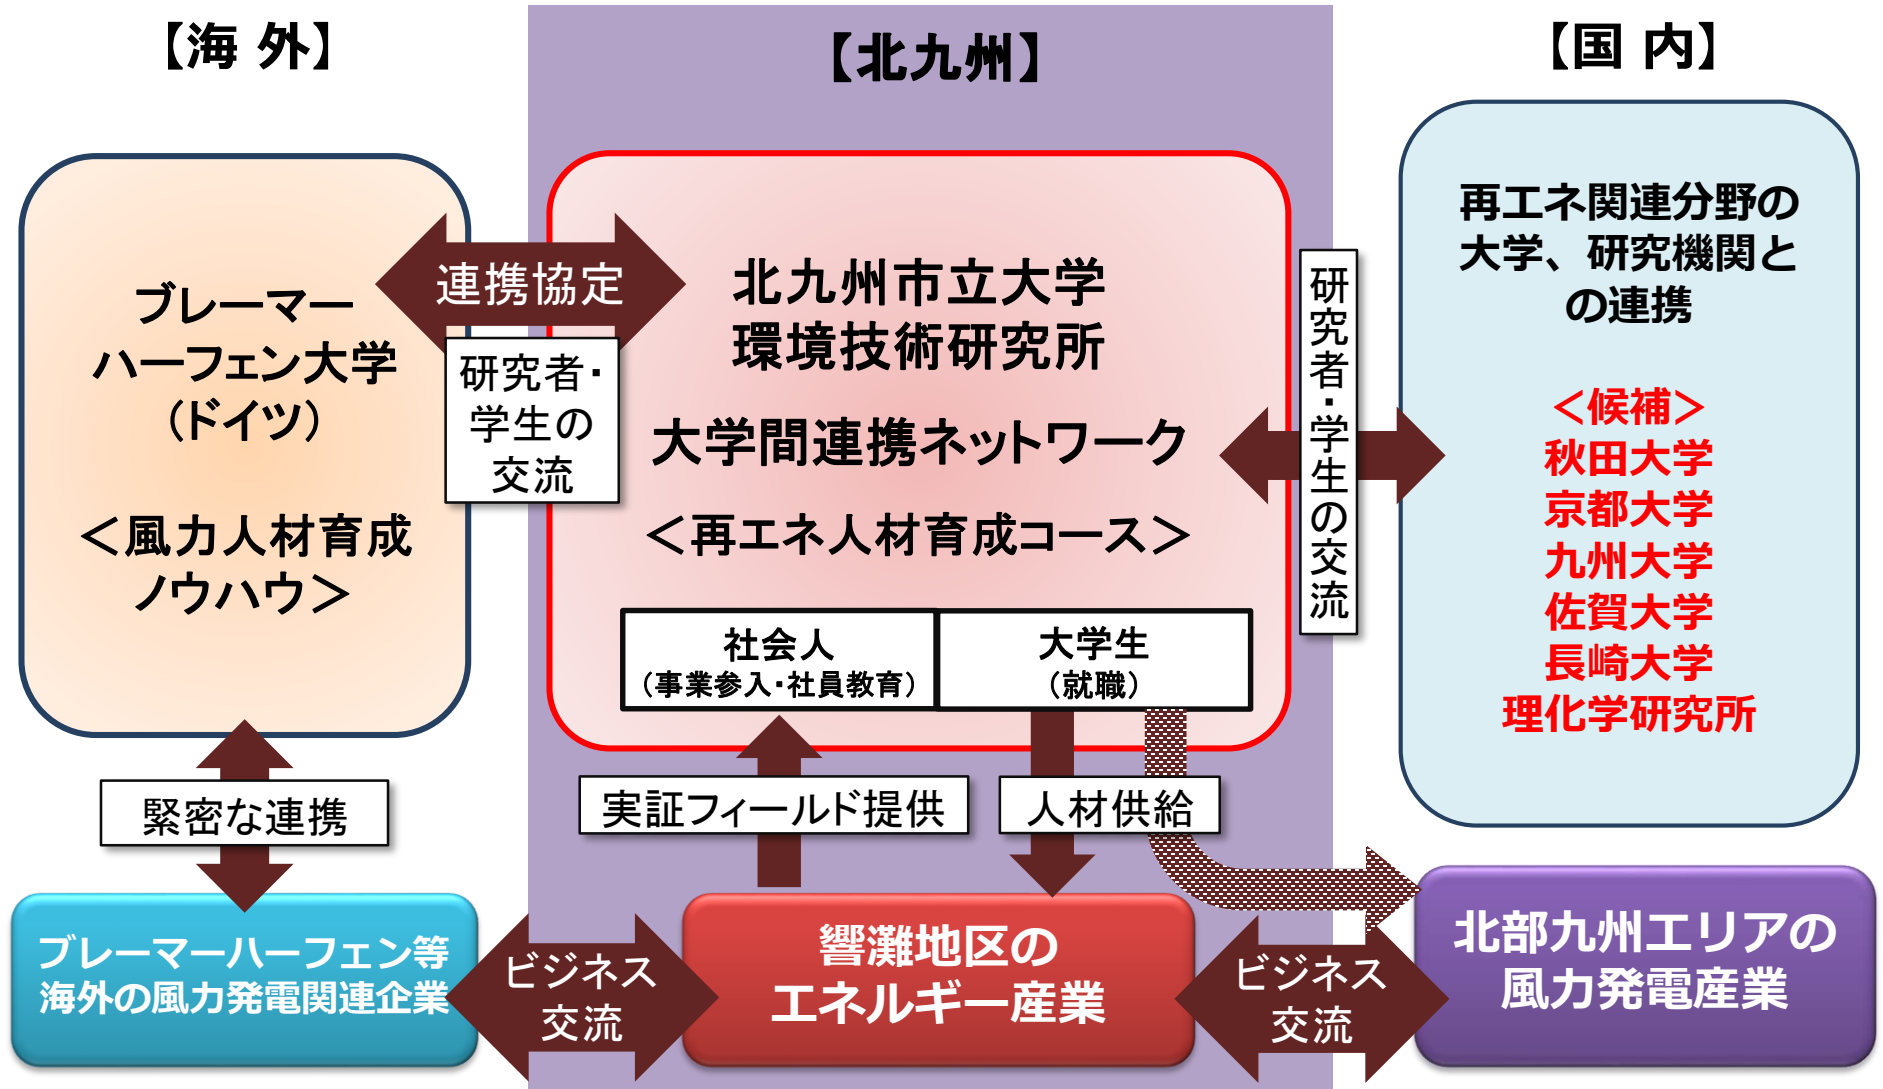 【海 外】
【北九州】
【国 内】
ブレーマー
ハーフェン大学
（ドイツ）
＜風力人材育成
ノウハウ＞
連携協定
研究者・
学生の
交流
北九州市立大学
環境技術研究所
大学間連携ネットワーク
＜再エネ人材育成コース＞
社会人
（事業参入・社員教育）
大学生
（就職）
研究者・学生の交流
再エネ関連分野の
大学、研究機関と
の連携
＜候補＞
秋田大学
京都大学
九州大学
佐賀大学
長崎大学
理化学研究所
緊密な連携
実証フィールド提供
人材供給
ブレーマーハーフェン等
海外の風力発電関連企業
ビジネス
交流
響灘地区の
エネルギー産業
ビジネス
交流
北部九州エリアの
風力発電産業